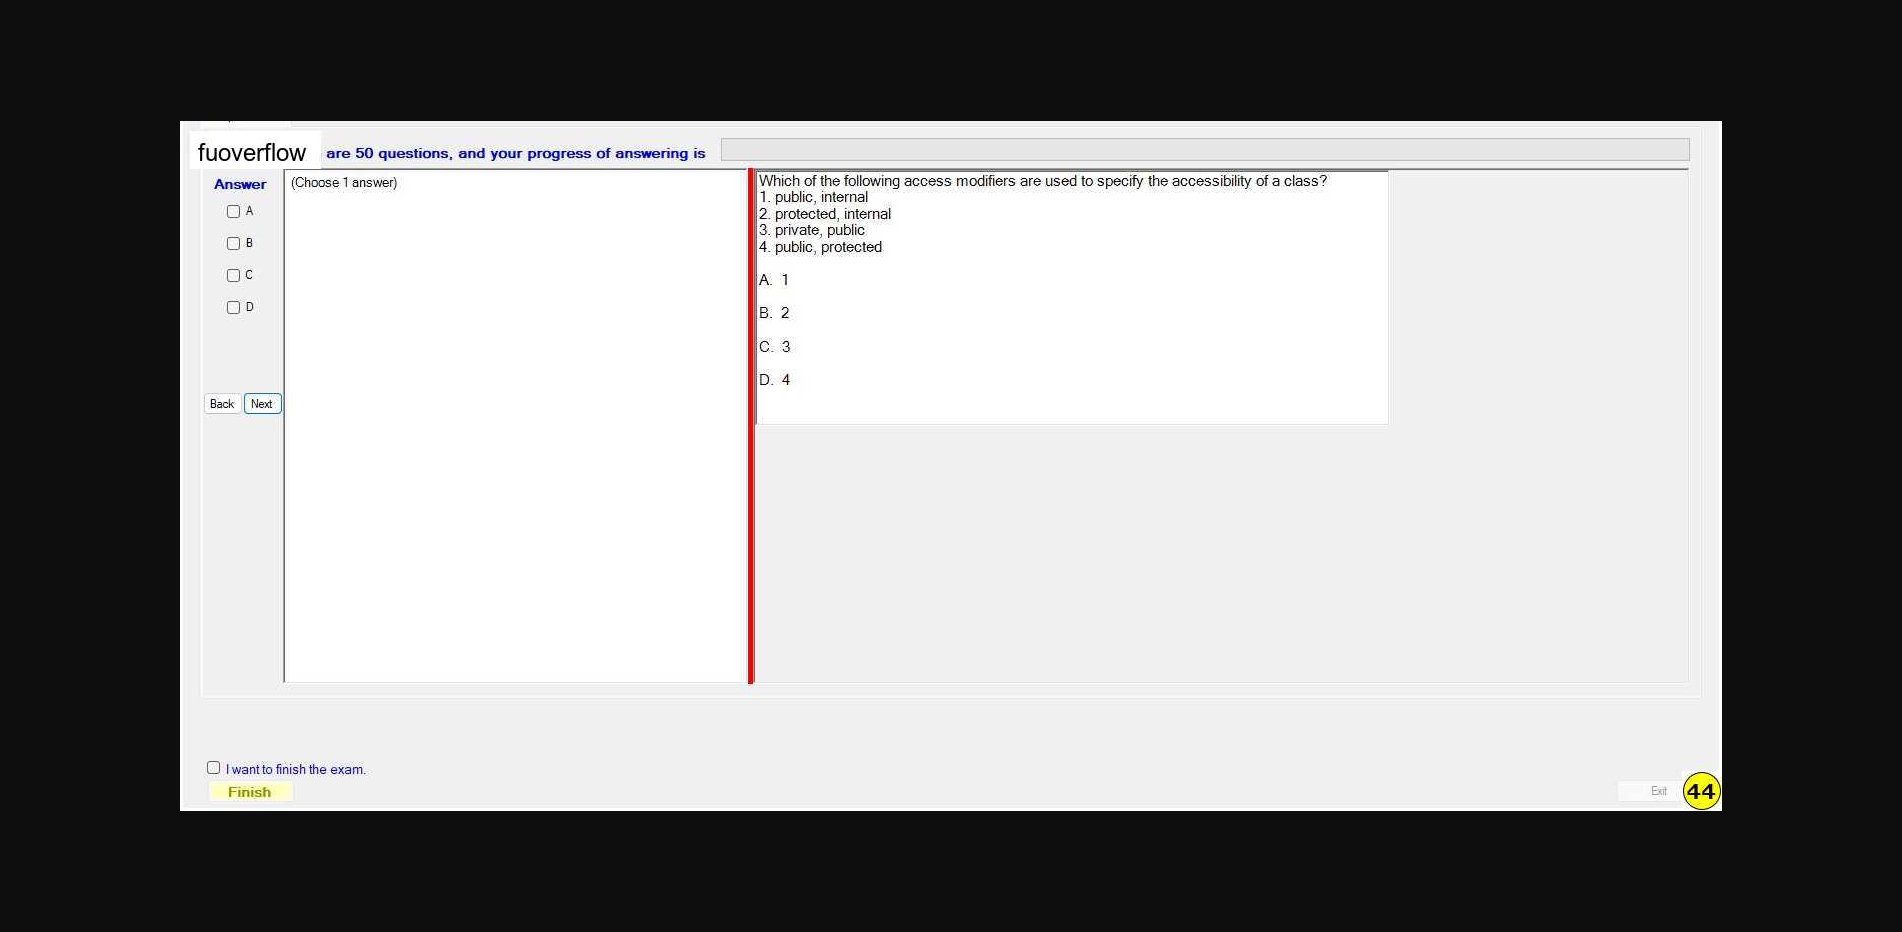 fuoverflow are 50 questions, and your progress of answering is
Answer
A
B
C
D
Back Next
(Choose 1 answer)
Which of the following access modifiers are used to specify the accessibility of a class?
1. public, internal
2. protected, internal
3. private, public
4. public, protected
A. 1
B. 2
C. 3
D. 4
I want to finish the exam.
Finish
Exit
44